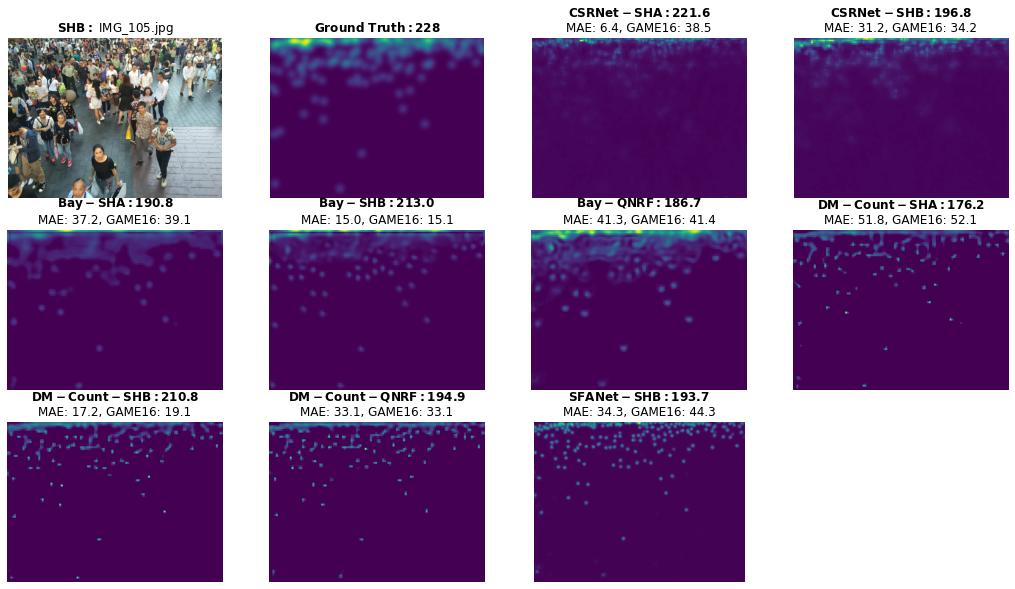 SHB: IMG_105.jpg
Ground Truth: 228
CSRNet − SHA: 221.6
MAE: 6.4, GAME16: 38.5
CSRNet − SHB: 196.8
MAE: 31.2, GAME16: 34.2
Bay − SHA: 190.8
MAE: 37.2, GAME16: 39.1
Bay − SHB: 213.0
MAE: 15.0, GAME16: 15.1
Bay − QNRF: 186.7
MAE: 41.3, GAME16: 41.4
DM − Count − SHA: 176.2
MAE: 51.8, GAME16: 52.1
DM − Count − SHB: 210.8
MAE: 17.2, GAME16: 19.1
DM − Count − QNRF: 194.9
MAE: 33.1, GAME16: 33.1
SFANet − SHB: 193.7
MAE: 34.3, GAME16: 44.3